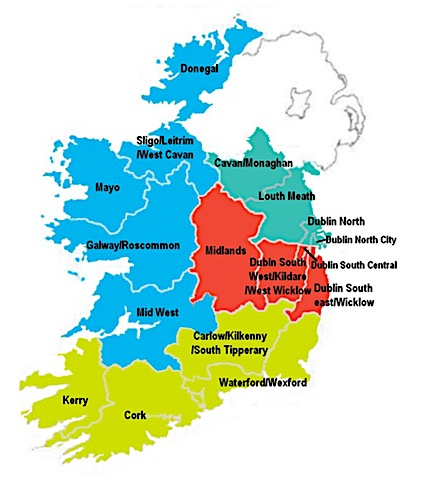 Donegal
Sligo/Leitrim
/West Cavan
Cavan/Monaghan
Mayo
Louth Meath
Dublin North
Dublin North City
Galway/Roscommon
Midlands
Dubln South
West/Kildare
/West Wicklow
Dublin South Central
Dublin South
east/Wicklow
Mid West
Carlow/Kilkenny
/South Tipperary
Waterford/Wexford
Kerry
Cork